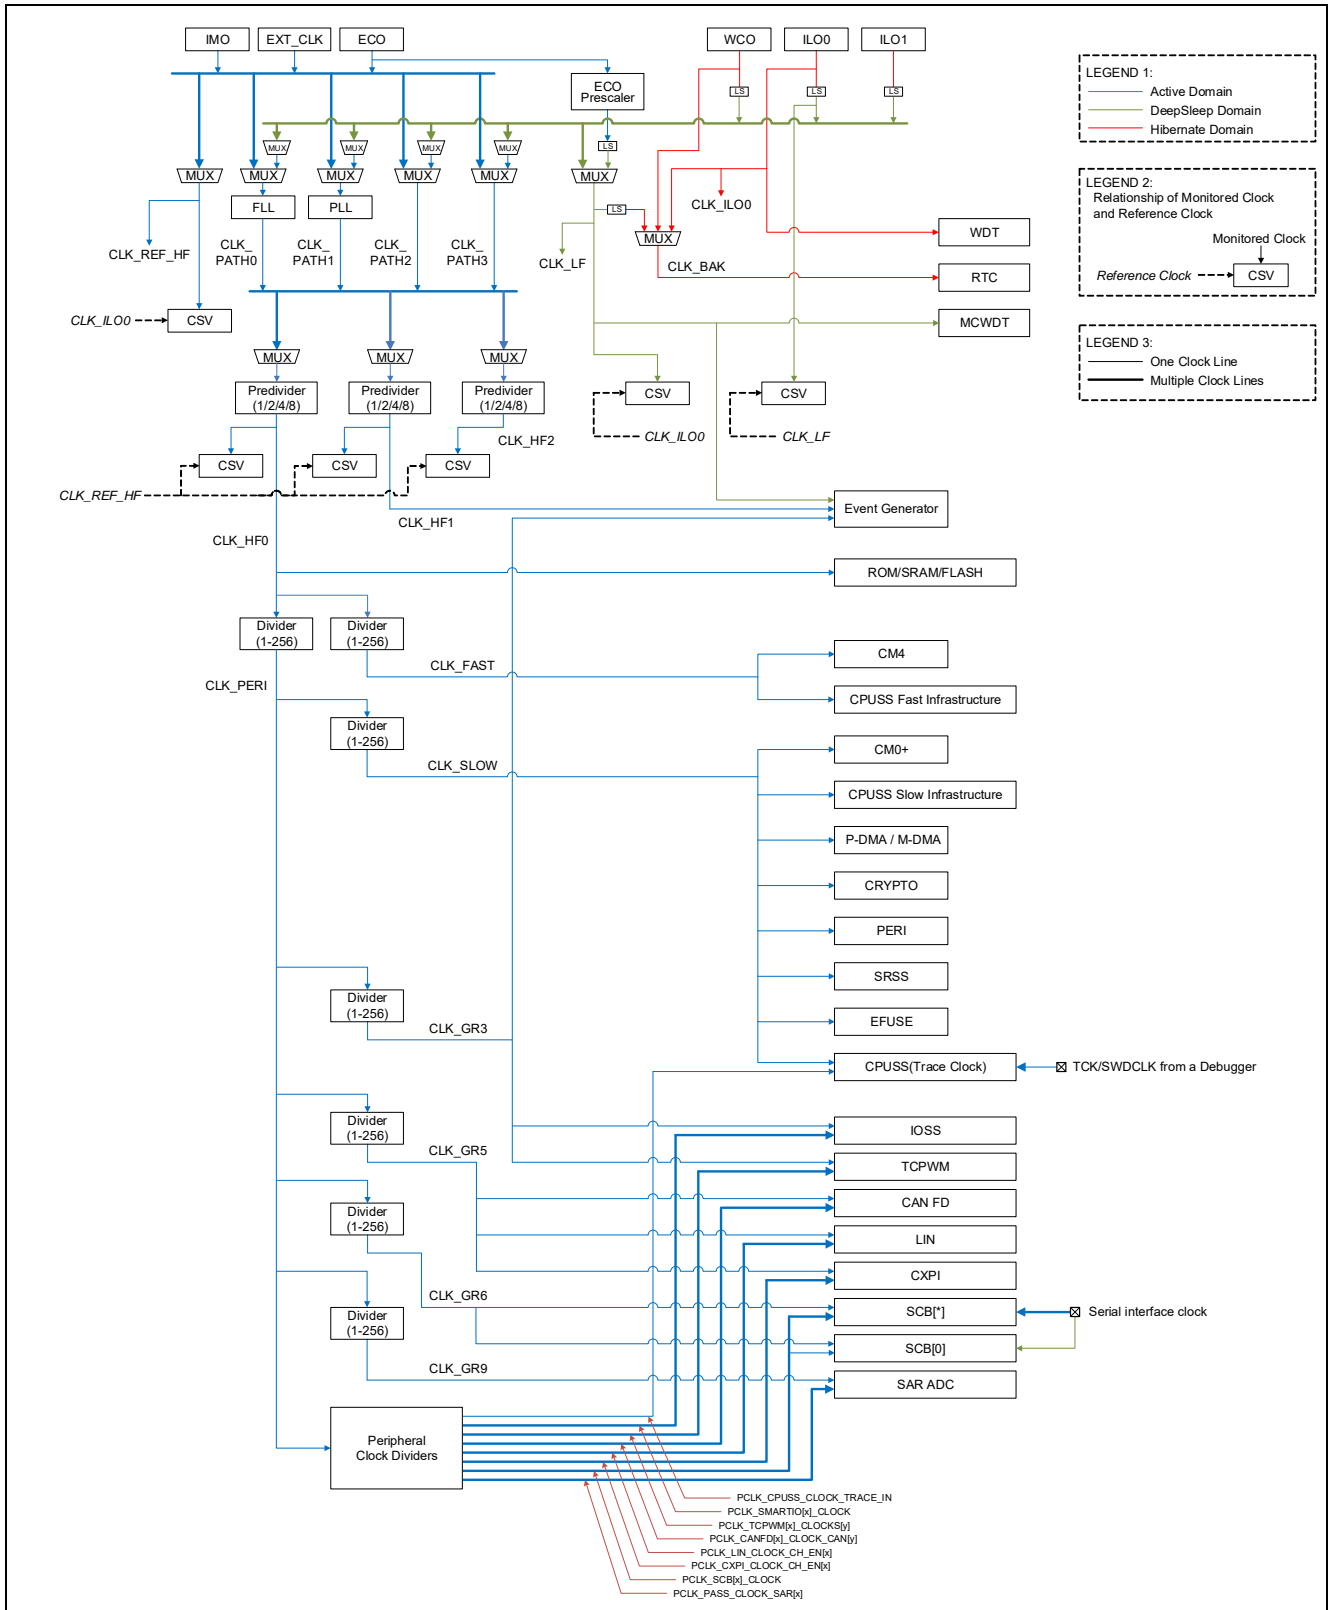 IMO
EXT_CLK
ECO
WCO
ILO0
ILO1
ECO
Prescaler
LS
LS
LS
LEGEND 1:
Active Domain
DeepSleep Domain
Hibernate Domain
MUX
MUX
MUX
MUX
LS
MUX
MUX
MUX
MUX
MUX
MUX
LEGEND 2:
Relationship of Monitored Clock
and Reference Clock
Monitored Clock
Reference Clock
CSV
FLL
PLL
LS
CLK_ILO0
CLK_REF_HF
CLK_
PATH0
CLK_
PATH1
CLK_
PATH2
CLK_
PATH3
CLK_LF
MUX
CLK_BAK
WDT
RTC
MCWDT
CLK_ILO0
CSV
LEGEND 3:
One Clock Line
Multiple Clock Lines
MUX
MUX
MUX
Predivider
(1/2/4/8)
Predivider
(1/2/4/8)
Predivider
(1/2/4/8)
CSV
CSV
CLK_ILO0
CLK_LF
CLK_HF2
CSV
CSV
CSV
CLK_REF_HF
CLK_HF1
CLK_HF0
Event Generator
ROM/SRAM/FLASH
Divider
(1-256)
Divider
(1-256)
CLK_FAST
CM4
CLK_PERI
CPUSS Fast Infrastructure
Divider
(1-256)
CLK_SLOW
CM0+
CPUSS Slow Infrastructure
P-DMA / M-DMA
CRYPTO
PERI
SRSS
Divider
(1-256)
CLK_GR3
EFUSE
CPUSS(Trace Clock)
TCK/SWDCLK from a Debugger
Divider
(1-256)
CLK_GR5
IOSS
TCPWM
CAN FD
Divider
(1-256)
LIN
CXPI
CLK_GR6
SCB[*]
Serial interface clock
Divider
(1-256)
SCB[0]
CLK_GR9
SAR ADC
Peripheral
Clock Dividers
PCLK_CPUSS_CLOCK_TRACE_IN
PCLK_SMARTIO[x]_CLOCK
PCLK_TCPWM[x]_CLOCKS[y]
PCLK_CANFD[x]_CLOCK_CAN[y]
PCLK_LIN_CLOCK_CH_EN[x]
PCLK_CXPI_CLOCK_CH_EN[x]
PCLK_SCB[x]_CLOCK
PCLK_PASS_CLOCK_SAR[x]